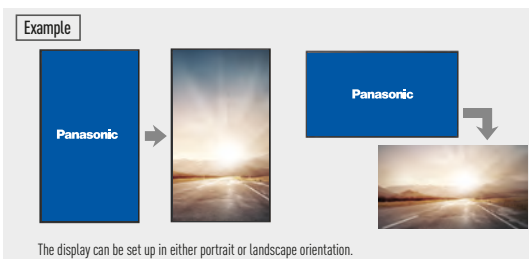 Example
Panasonic
Panasonic
The display can be set up in either portrait or landscape orientation.